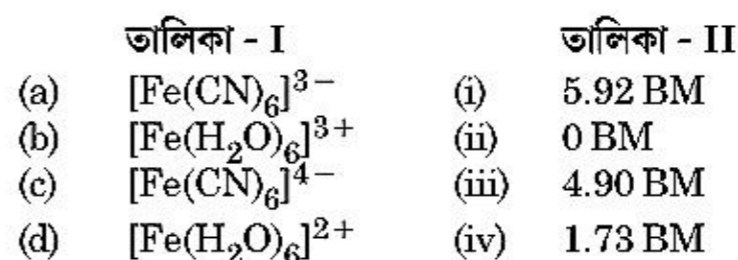 তালিকা - I তালিকা - II
(a) [Fe(CN)₆]³⁻ (i) 5.92 BM
(b) [Fe(H₂O)₆]³⁺ (ii) 0 BM
(c) [Fe(CN)₆]⁴⁻ (iii) 4.90 BM
(d) [Fe(H₂O)₆]²⁺ (iv) 1.73 BM